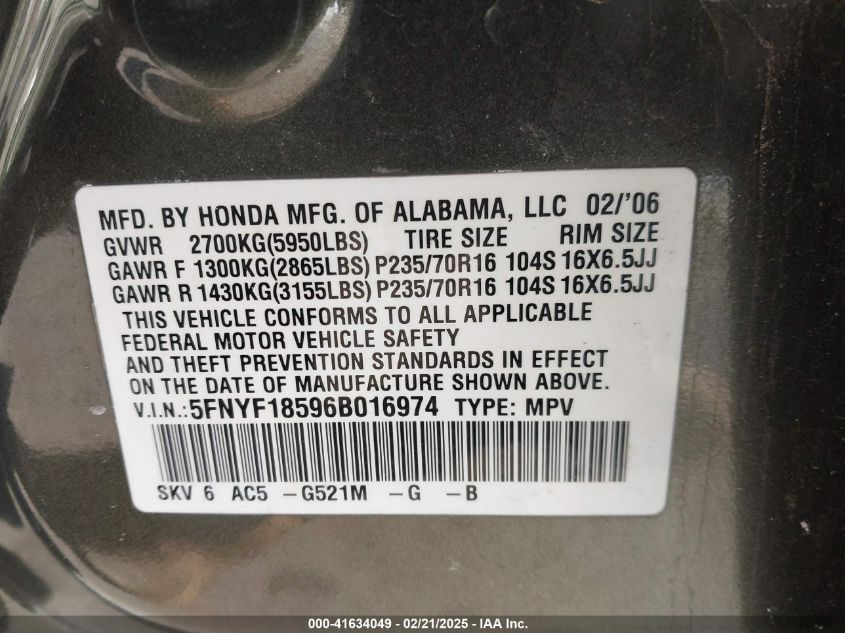 MFD. BY HONDA MFG. OF ALABAMA, LLC 02/'06
GVWR 2700KG(5950LBS) TIRE SIZE RIM SIZE
GAWR F 1300KG(2865LBS) P235/70R16 104S 16X6.5JJ
GAWR R 1430KG(3155LBS) P235/70R16 104S 16X6.5JJ
THIS VEHICLE CONFORMS TO ALL APPLICABLE
FEDERAL MOTOR VEHICLE SAFETY
AND THEFT PREVENTION STANDARDS IN EFFECT
ON THE DATE OF MANUFACTURE SHOWN ABOVE.
V.I.N.: 5FNYF18596B016974 TYPE: MPV
SKV 6 AC5 -G521M -G -B
000-41634049 - 02/21/2025 - IAA Inc.